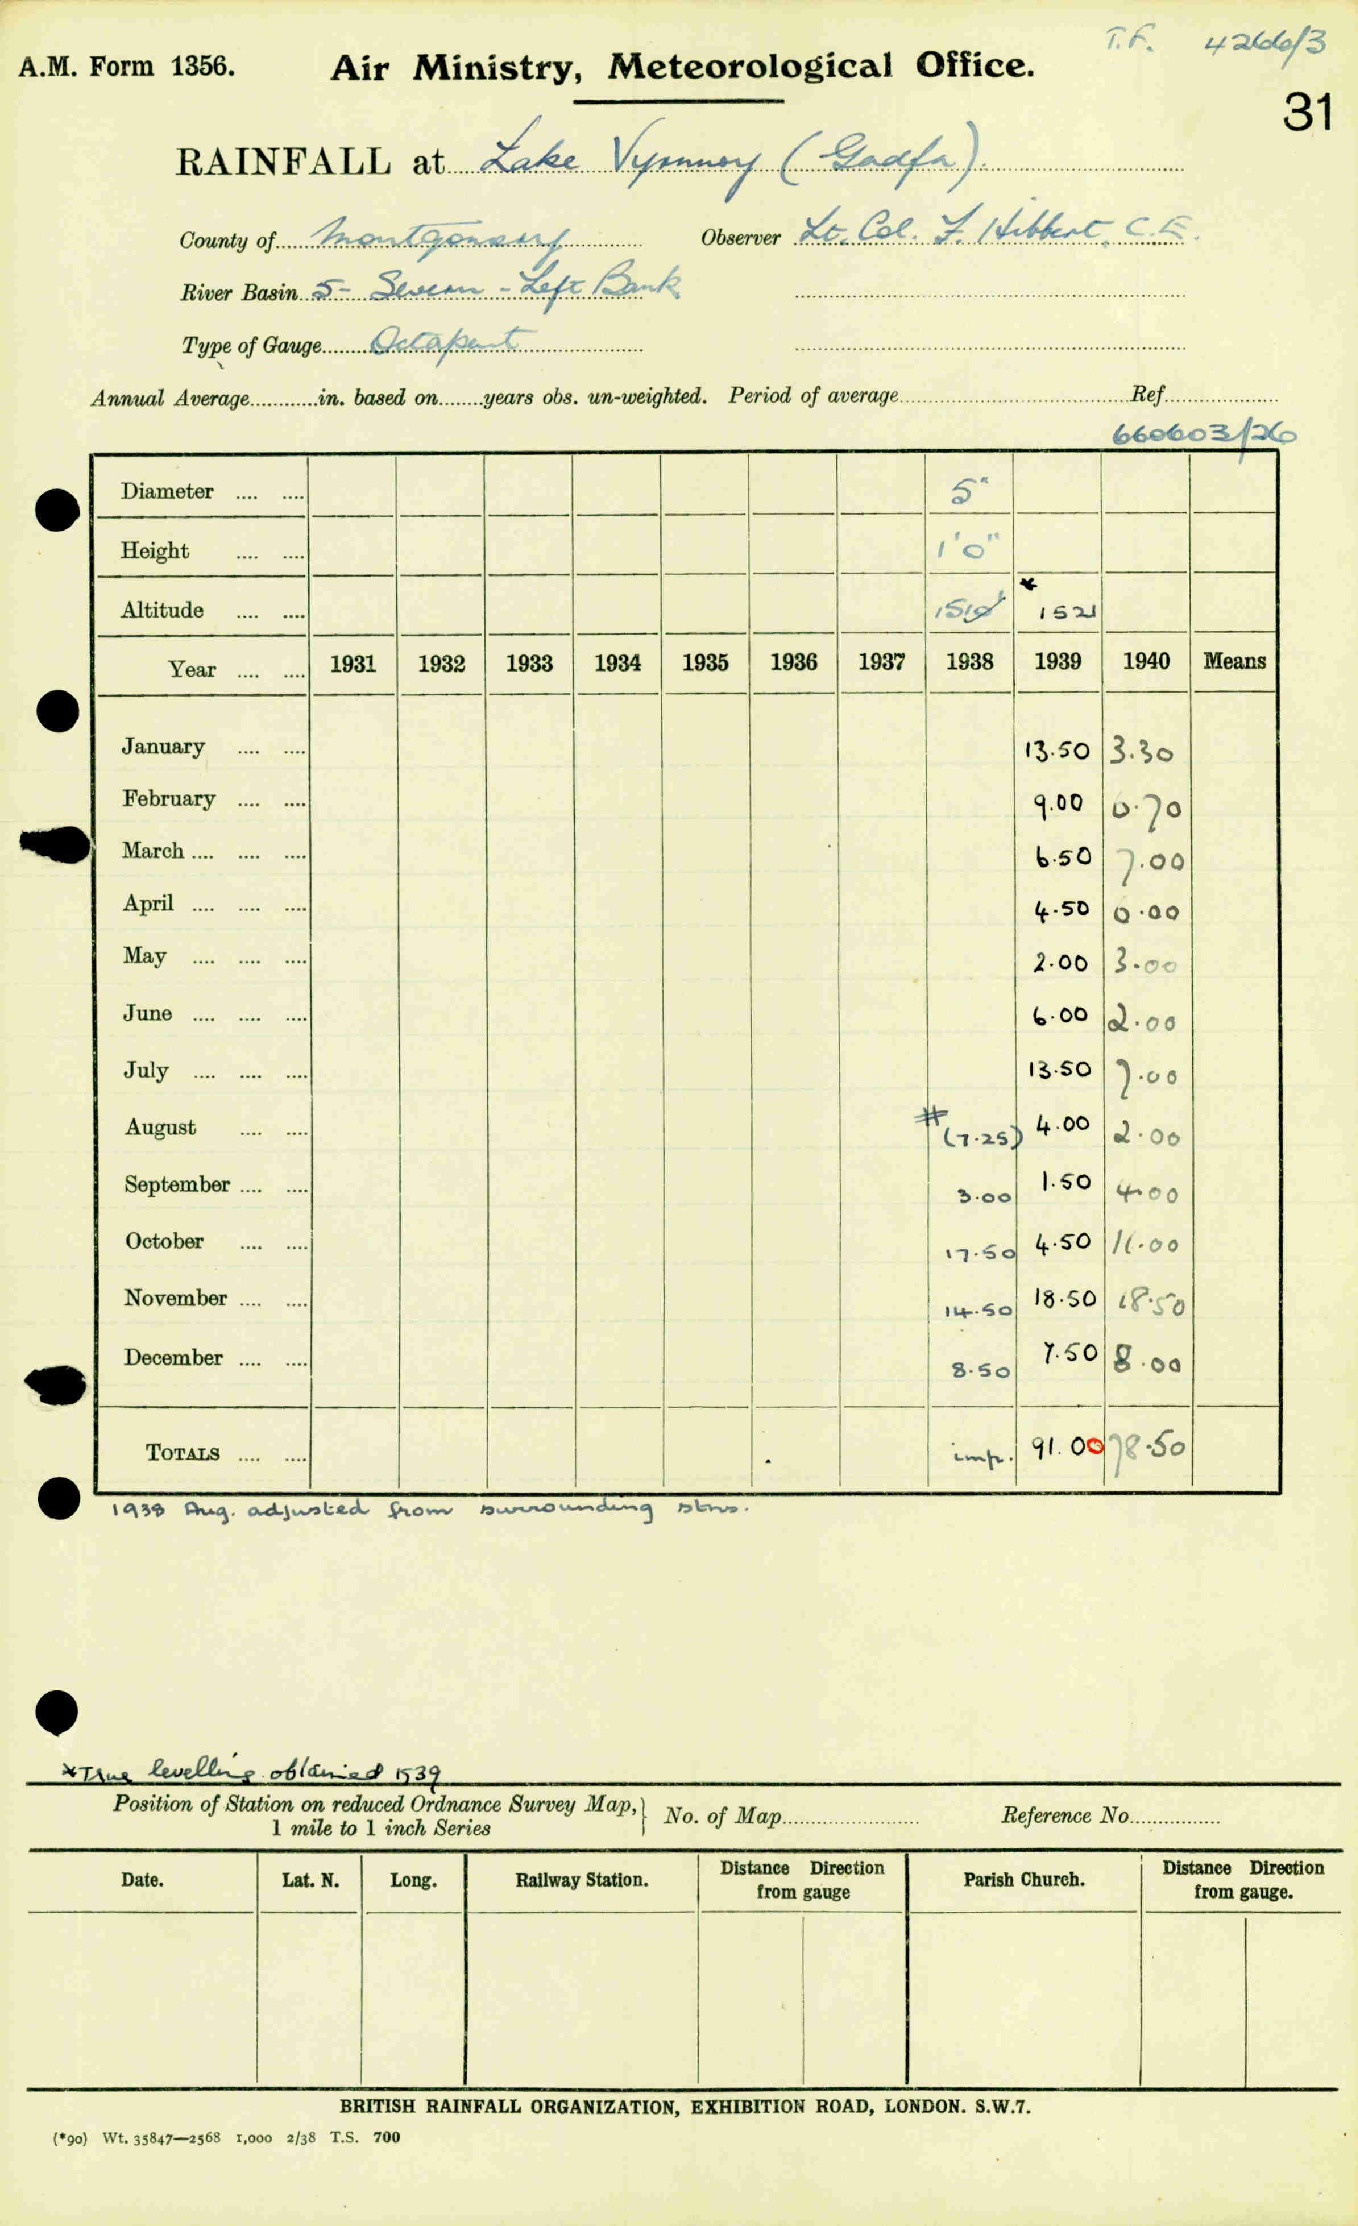 T.F. 4266/3
A.M. Form 1356. Air Ministry, Meteorological Office.
31
RAINFALL at Lake Vyrnwy (Gadfa).
County of Montgomery Observer Lt. Col. F. Hibbert, C.E.
River Basin 5- Severn - Left Bank
Type of Gauge Octapent
Annual Average in. based on years obs. un-weighted. Period of average Ref.
660603/26
Diameter 5"
Height 1'0"
Altitude * 1521
Year 1931 1932 1933 1934 1935 1936 1937 1938 1939 1940 Means
January 13.50 3.30
February 9.00 6.70
March 6.50 7.00
April 4.50 6.00
May 2.00 3.00
June 6.00 2.00
July 13.50 7.00
August # (7.25) 4.00 2.00
September 3.00 1.50 4.00
October 17.50 4.50 11.00
November 14.50 18.50 18.50
December 8.50 7.50 8.00
TOTALS imp. 91.00 78.50
1938 Aug. adjusted from surrounding stns.
*True levelling obtained 1939
Position of Station on reduced Ordnance Survey Map, } No. of Map Reference No.
1 mile to 1 inch Series
Date. Lat. N. Long. Railway Station. Distance Direction from gauge Parish Church. Distance Direction from gauge.
BRITISH RAINFALL ORGANIZATION, EXHIBITION ROAD, LONDON. S.W.7.
(*90) Wt. 35847—2568 1,000 2/38 T.S. 700